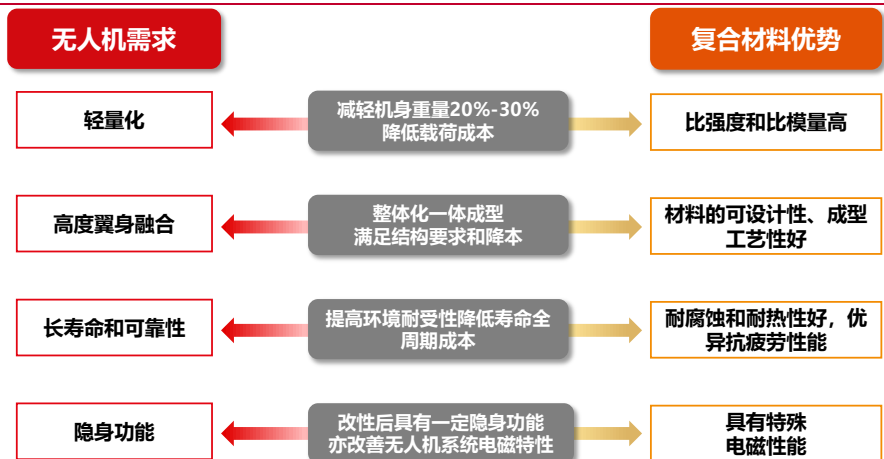 无人机需求
复合材料优势
轻量化
减轻机身重量20%-30%
降低载荷成本
比强度和比模量高
高度翼身融合
整体化一体成型
满足结构要求和降本
材料的可设计性、成型
工艺性好
长寿命和可靠性
提高环境耐受性降低寿命全
周期成本
耐腐蚀和耐热性好，优
异抗疲劳性能
隐身功能
改性后具有一定隐身功能
亦改善无人机系统电磁特性
具有特殊
电磁性能